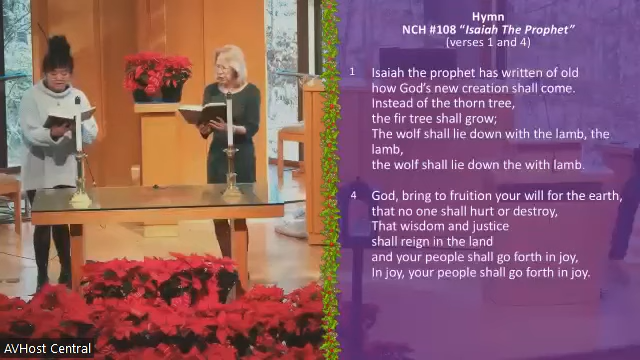 Hymn
NCH #108 "Isaiah The Prophet"
(verses 1 and 4)
1 Isaiah the prophet has written of old
how God's new creation shall come.
Instead of the thorn tree,
the fir tree shall grow;
The wolf shall lie down with the lamb, the
lamb,
the wolf shall lie down the with lamb.
4 God, bring to fruition your will for the earth,
that no one shall hurt or destroy,
That wisdom and justice
shall reign in the land
and your people shall go forth in joy,
In joy, your people shall go forth in joy.
AVHost Central